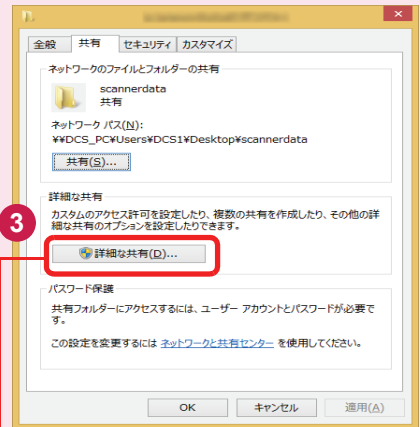 全般 共有 セキュリティ カスタマイズ
ネットワークのファイルとフォルダーの共有
scannerdata
共有
ネットワーク パス(N):
¥¥DCS_PC¥Users¥DCS1¥Desktop¥scannerdata
共有(S)...
詳細な共有
カスタムのアクセス許可を設定したり、複数の共有を作成したり、その他の詳
細な共有のオプションを設定したりできます。
3
詳細な共有(D)...
パスワード保護
共有フォルダーにアクセスするには、ユーザー アカウントとパスワードが必要で
す。
この設定を変更するには ネットワークと共有センター を使用してください。
OK キャンセル 適用(A)